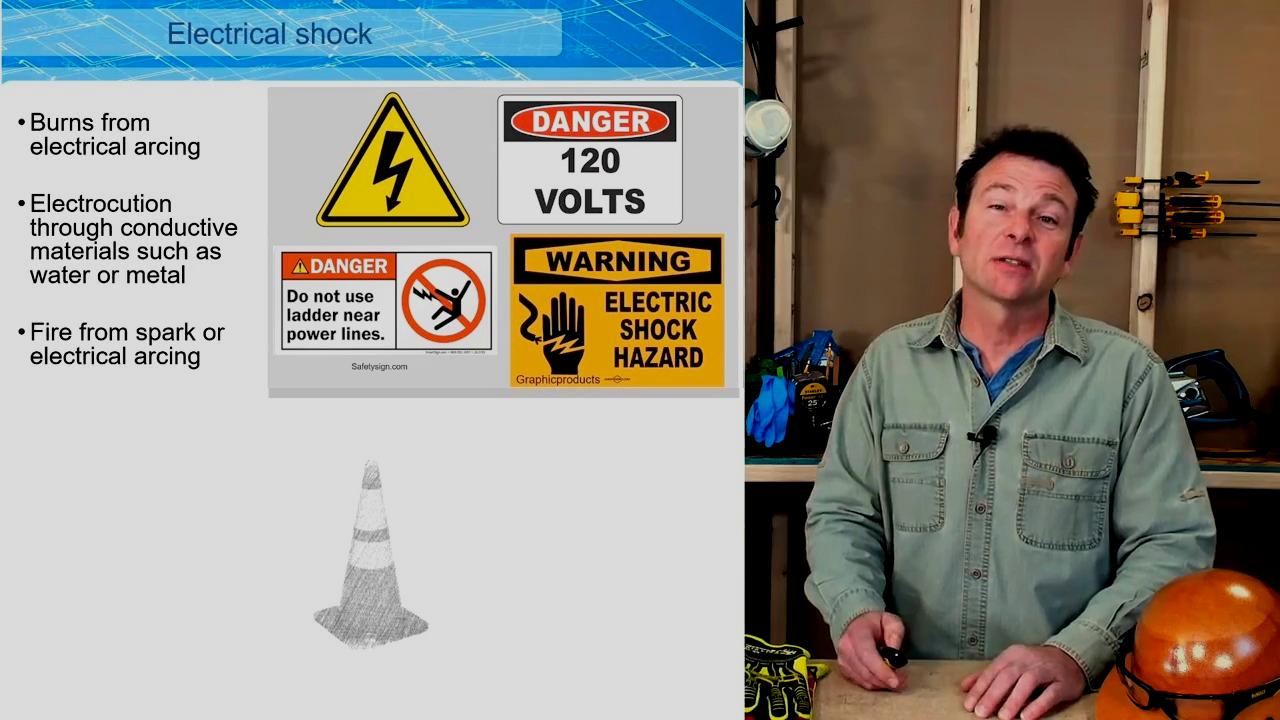 Electrical shock
•Burns from
electrical arcing
•Electrocution
through conductive
materials such as
water or metal
•Fire from spark or
electrical arcing
DANGER
120
VOLTS
DANGER
Do not use
ladder near
power lines.
Safetysign.com
WARNING
ELECTRIC
SHOCK
HAZARD
Graphicproducts
STANLEY
25